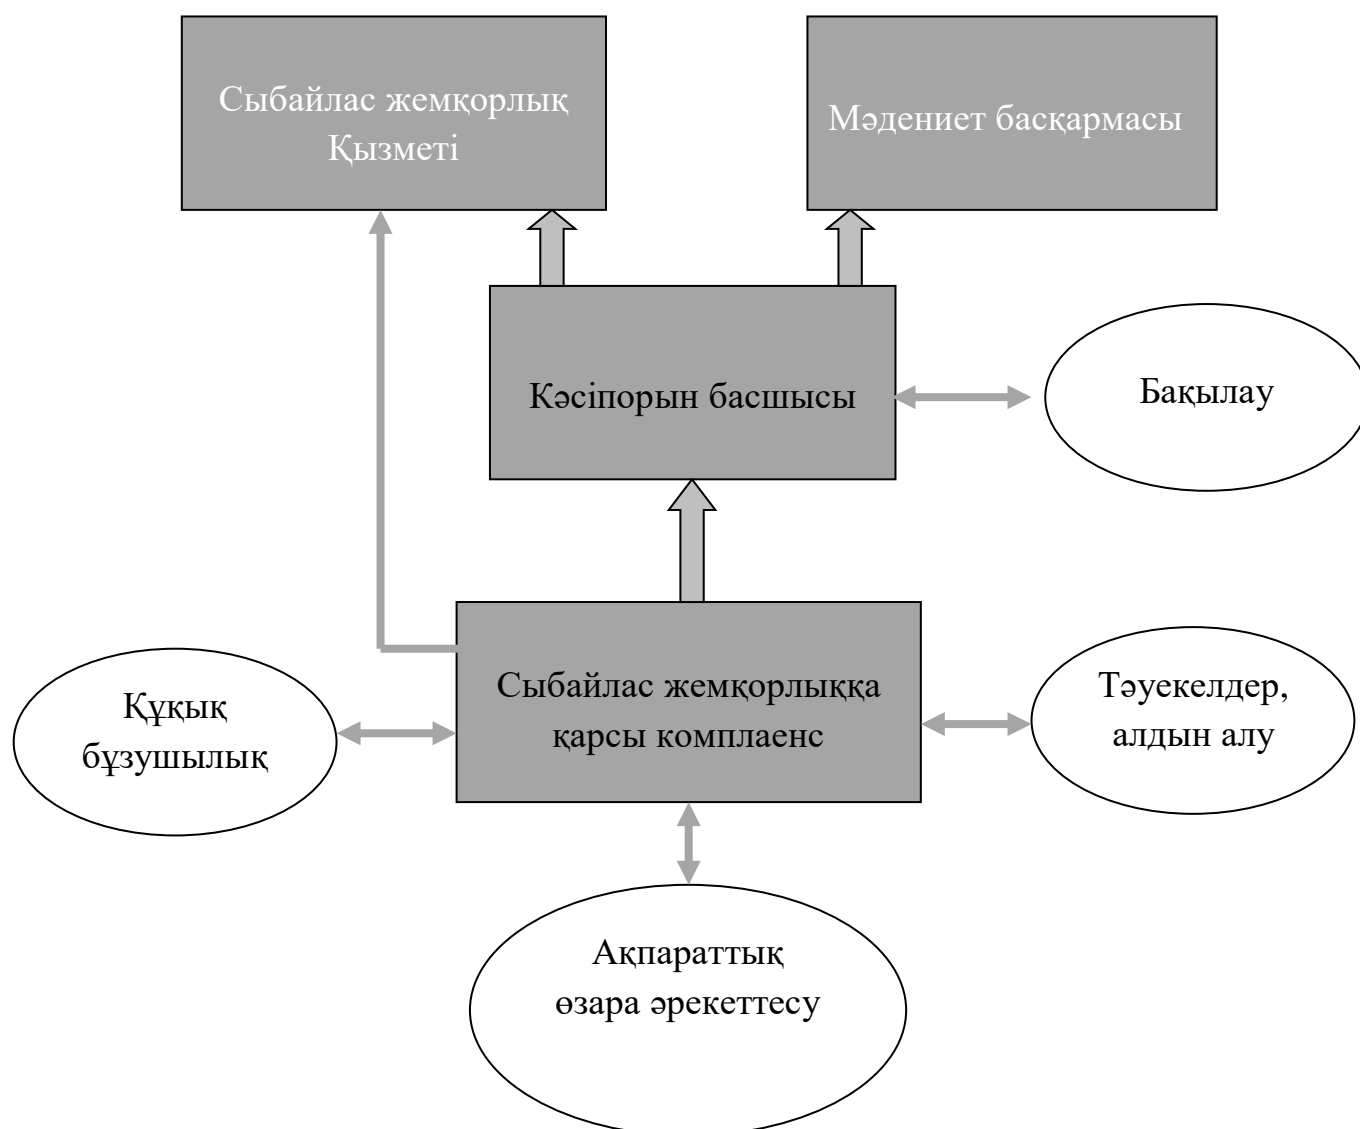 Сыбайлас жемқорлық
Қызметі
Мәдениет басқармасы
Кәсіпорын басшысы
Бақылау
Сыбайлас жемқорлыққа
қарсы комплаенс
Құқық
бұзушылық
Тәуекелдер,
алдын алу
Ақпараттық
өзара әрекеттесу